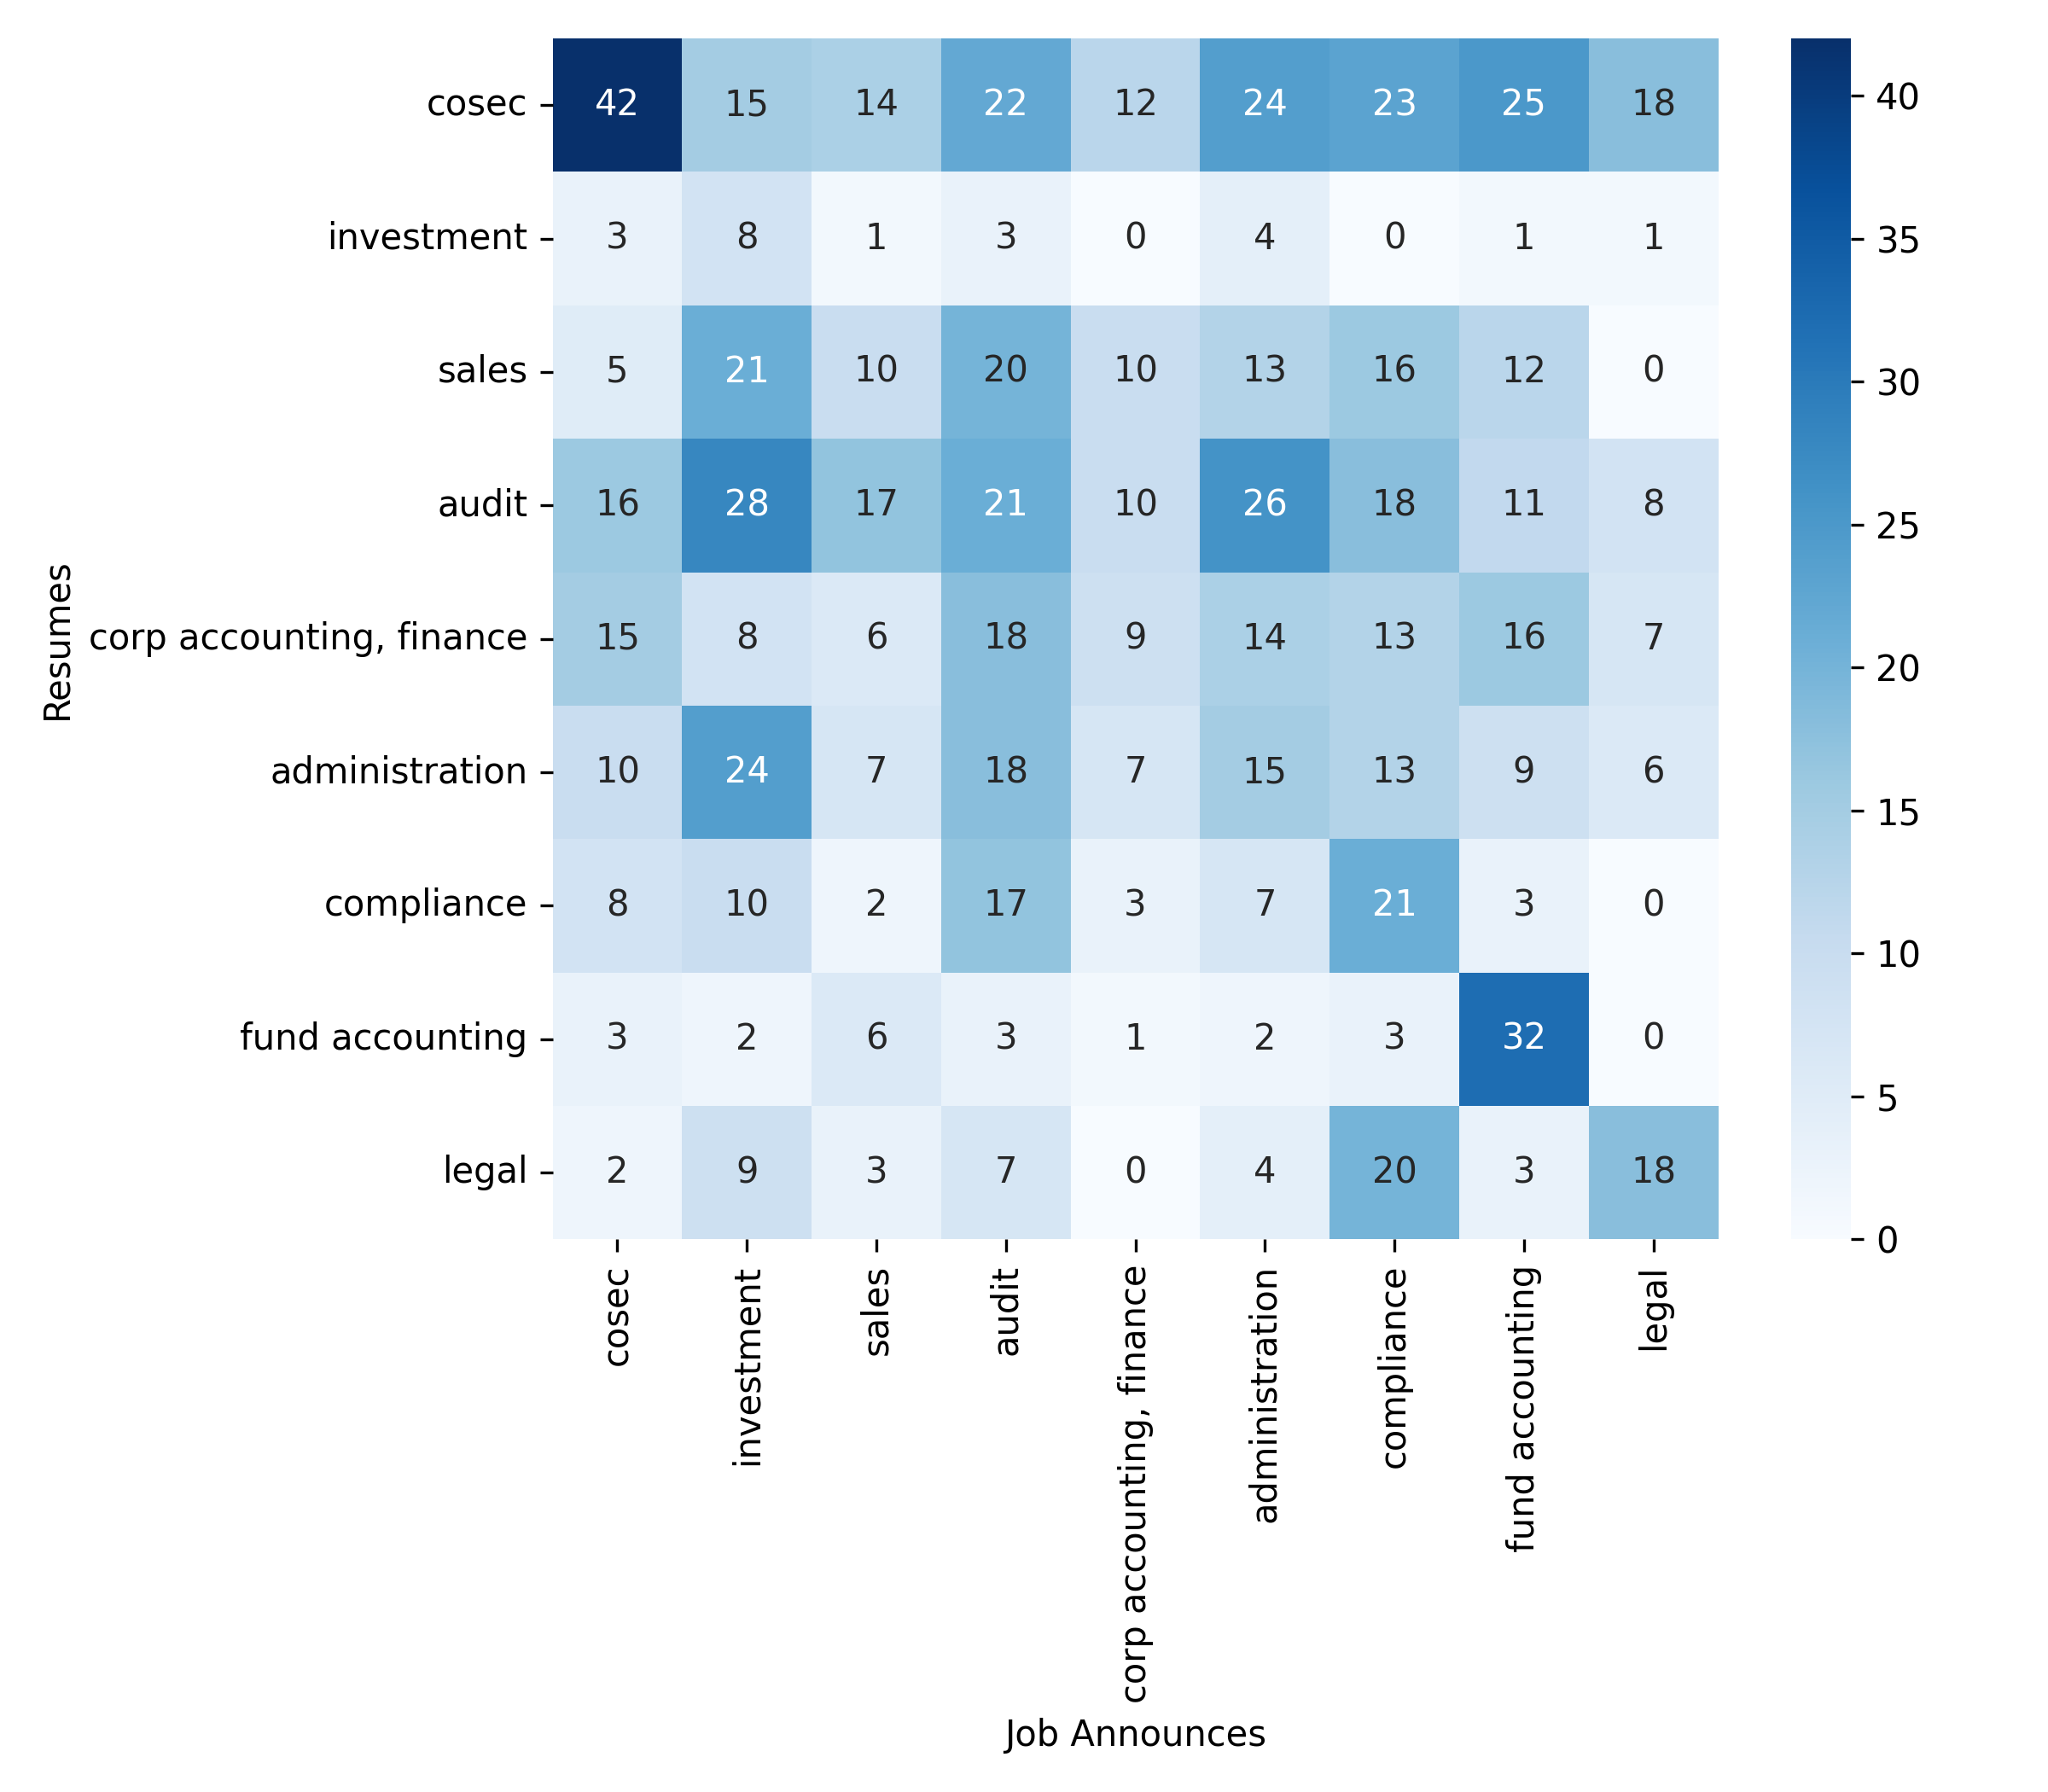 cosec 42 15 14 22 12 24 23 25 18
investment 3 8 1 3 0 4 0 1 1
sales 5 21 10 20 10 13 16 12 0
audit 16 28 17 21 10 26 18 11 8
corp accounting, finance 15 8 6 18 9 14 13 16 7
administration 10 24 7 18 7 15 13 9 6
compliance 8 10 2 17 3 7 21 3 0
fund accounting 3 2 6 3 1 2 3 32 0
legal 2 9 3 7 0 4 20 3 18
Resumes
cosec
investment
sales
audit
corp accounting, finance
administration
compliance
fund accounting
legal
Job Announces
40
35
30
25
20
15
10
5
0